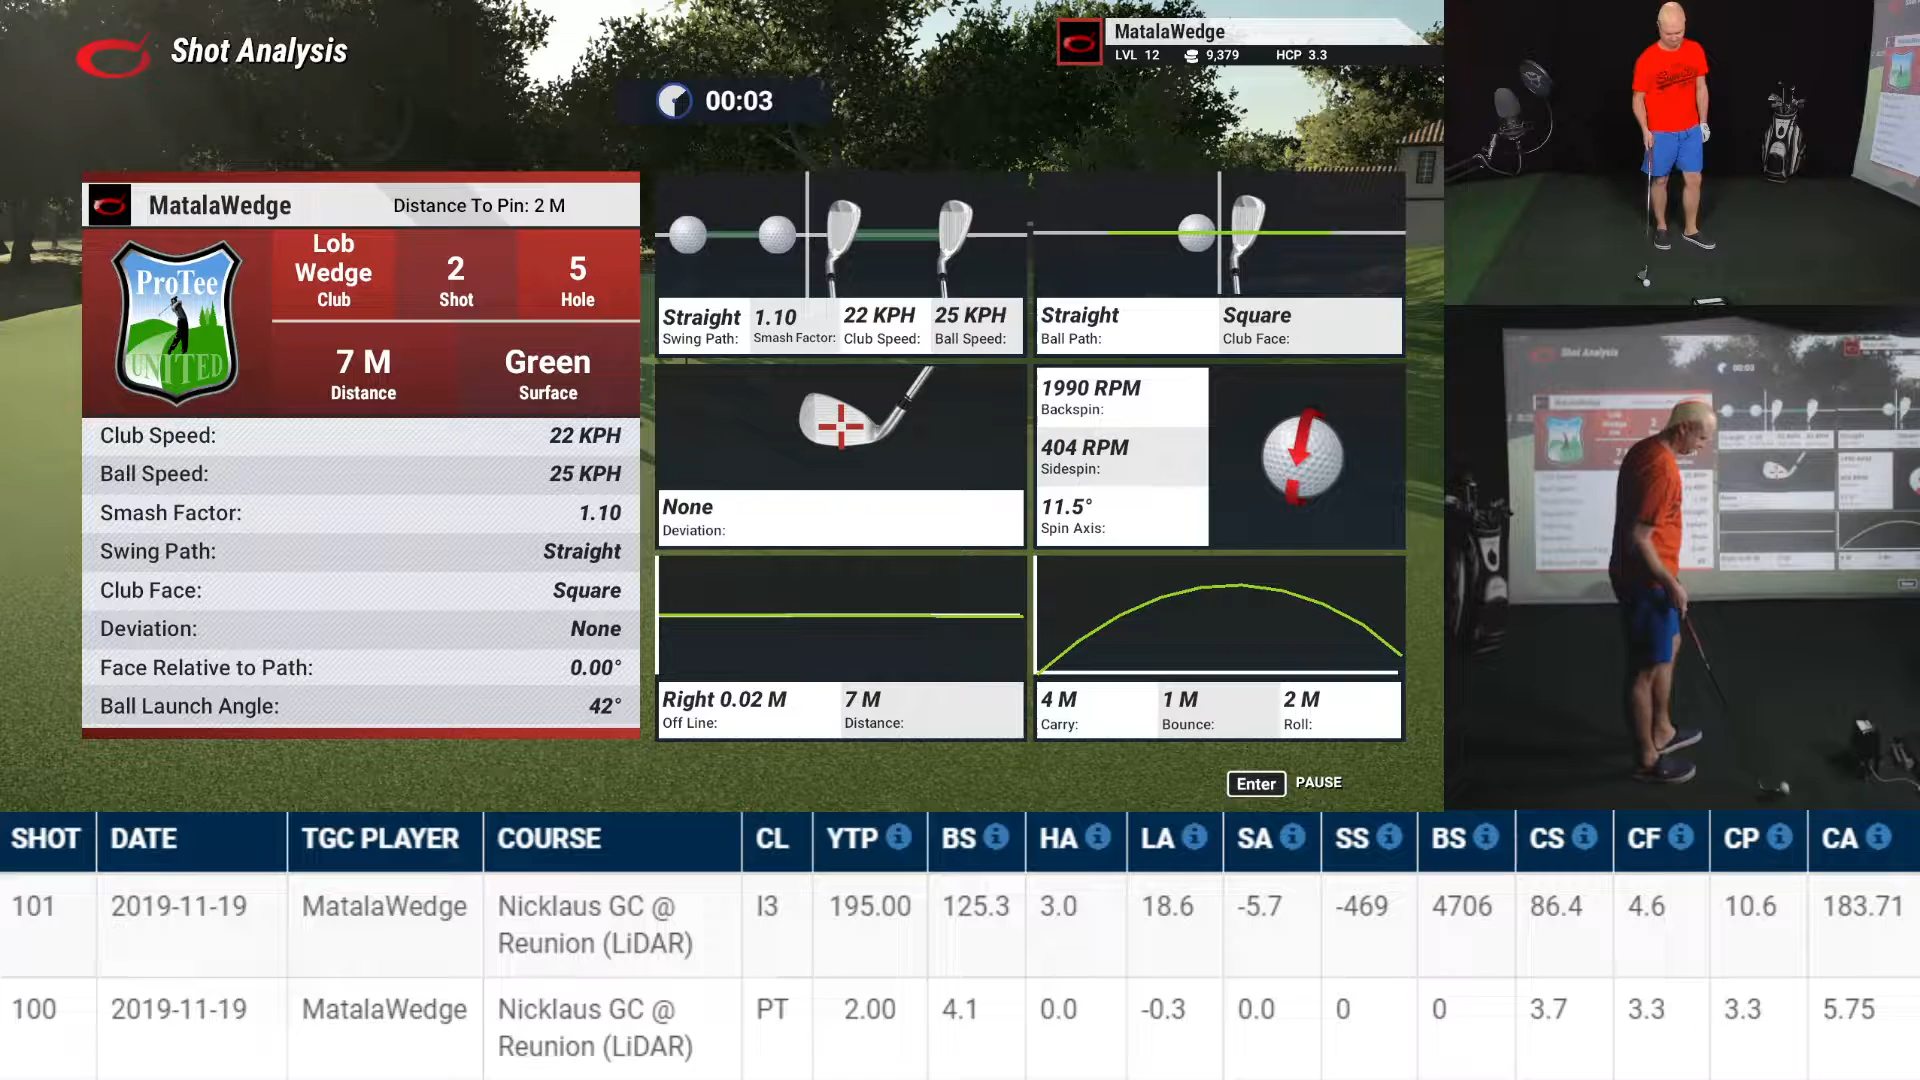 Shot Analysis
MatalaWedge
LVL 12 9,379 HCP 3.3
00:03
MatalaWedge Distance To Pin: 2 M
ProTee
UNITED
Lob
Wedge
Club
2
Shot
5
Hole
7 M
Distance
Green
Surface
Club Speed: 22 KPH
Ball Speed: 25 KPH
Smash Factor: 1.10
Swing Path: Straight
Club Face: Square
Deviation: None
Face Relative to Path: 0.00°
Ball Launch Angle: 42°
Straight 1.10 22 KPH 25 KPH
Swing Path: Smash Factor: Club Speed: Ball Speed:
Straight Square
Ball Path: Club Face:
None
Deviation:
1990 RPM
Backspin:
404 RPM
Sidespin:
11.5°
Spin Axis:
Right 0.02 M 7 M
Off Line: Distance:
4 M 1 M 2 M
Carry: Bounce: Roll:
Enter PAUSE
Shot Analysis
00:03
SHOT DATE TGC PLAYER COURSE CL YTP BS HA LA SA SS BS CS CF CP CA
101 2019-11-19 MatalaWedge Nicklaus GC @ I3 195.00 125.3 3.0 18.6 -5.7 -469 4706 86.4 4.6 10.6 183.71
Reunion (LiDAR)
100 2019-11-19 MatalaWedge Nicklaus GC @ PT 2.00 4.1 0.0 -0.3 0.0 0 0 3.7 3.3 3.3 5.75
Reunion (LiDAR)